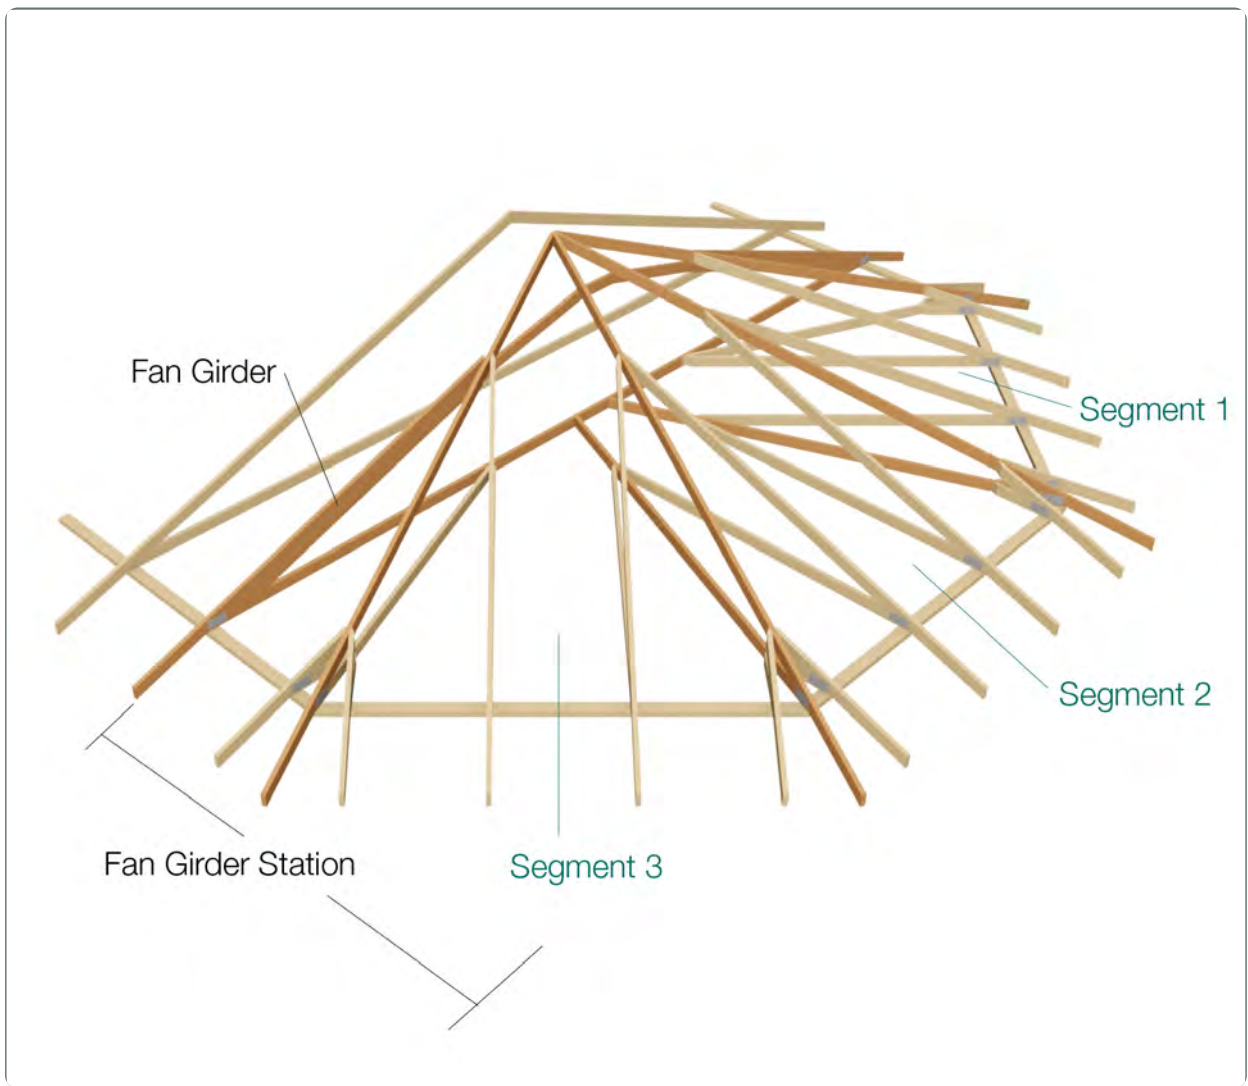 Fan Girder
Segment 1
Segment 2
Fan Girder Station
Segment 3